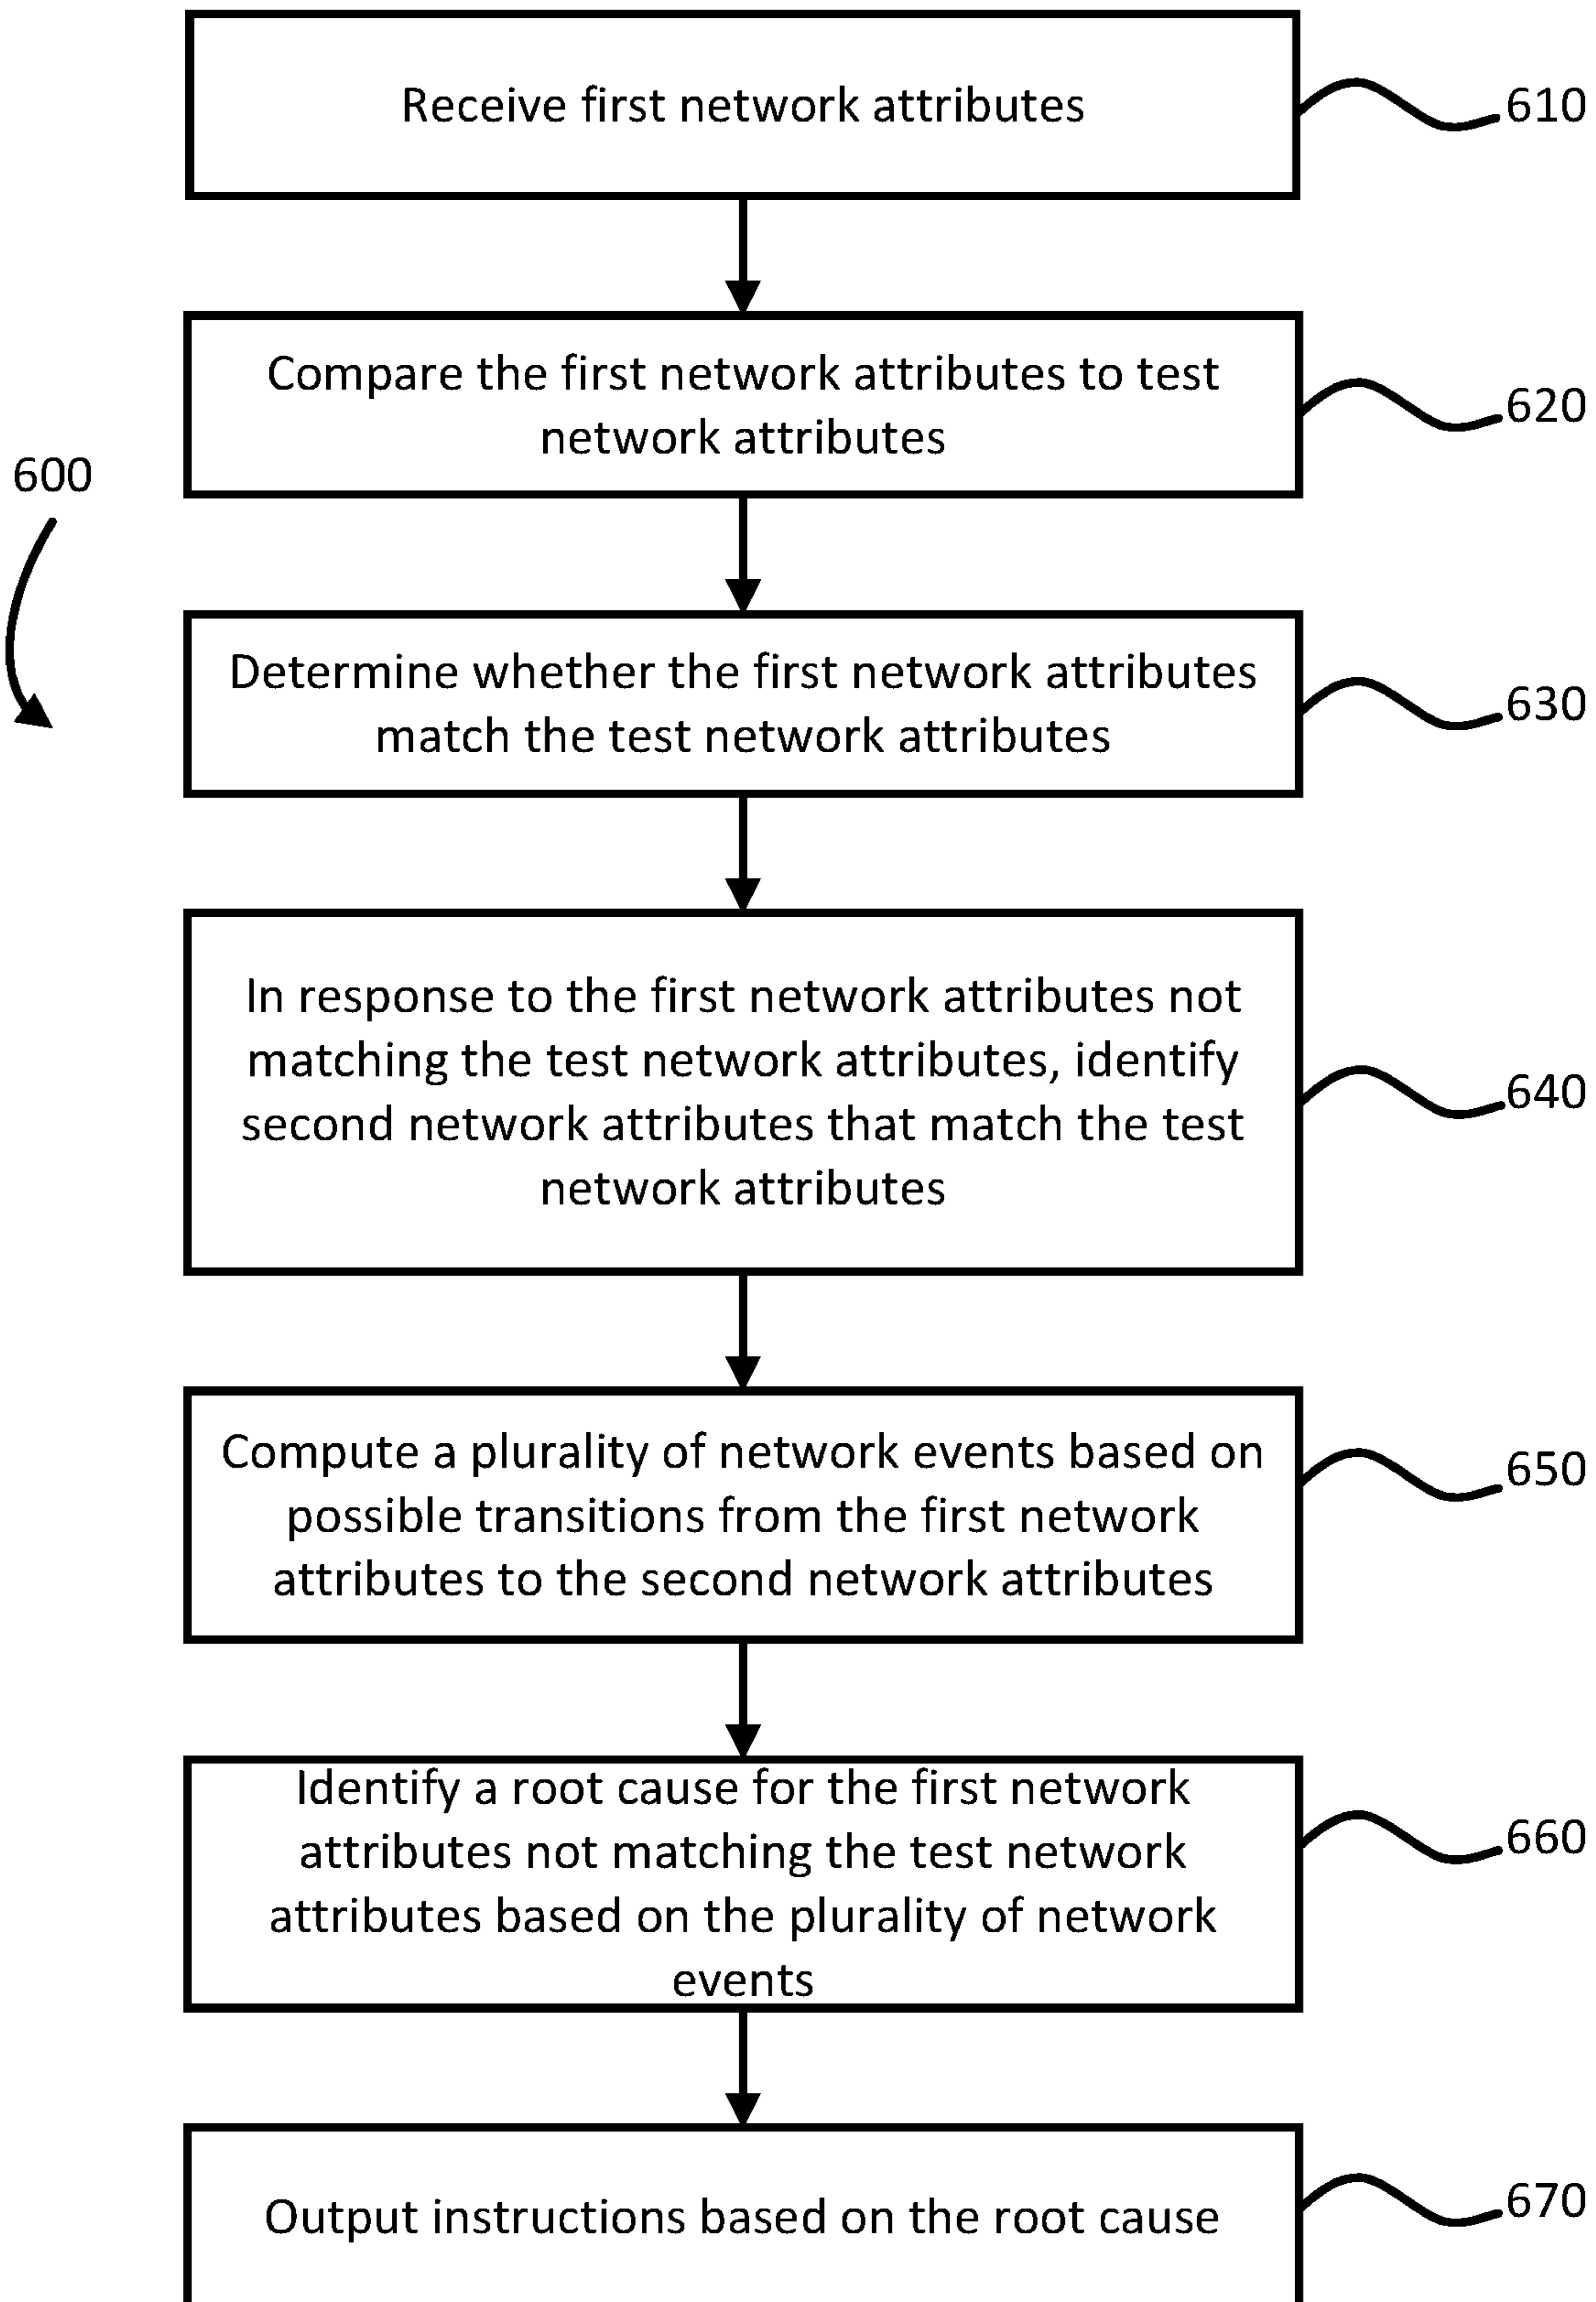 Receive first network attributes
610
Compare the first network attributes to test
network attributes
620
600
Determine whether the first network attributes
match the test network attributes
630
In response to the first network attributes not
matching the test network attributes, identify
second network attributes that match the test
network attributes
640
Compute a plurality of network events based on
possible transitions from the first network
attributes to the second network attributes
650
Identify a root cause for the first network
attributes not matching the test network
attributes based on the plurality of network
events
660
Output instructions based on the root cause
670